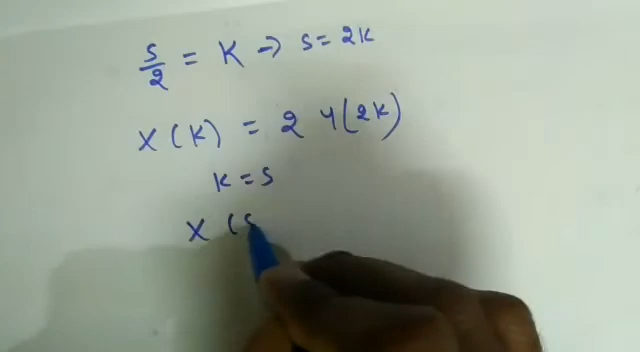 s/2 = K → s = 2K
X(K) = 2 Y(2K)
K = s
X (s